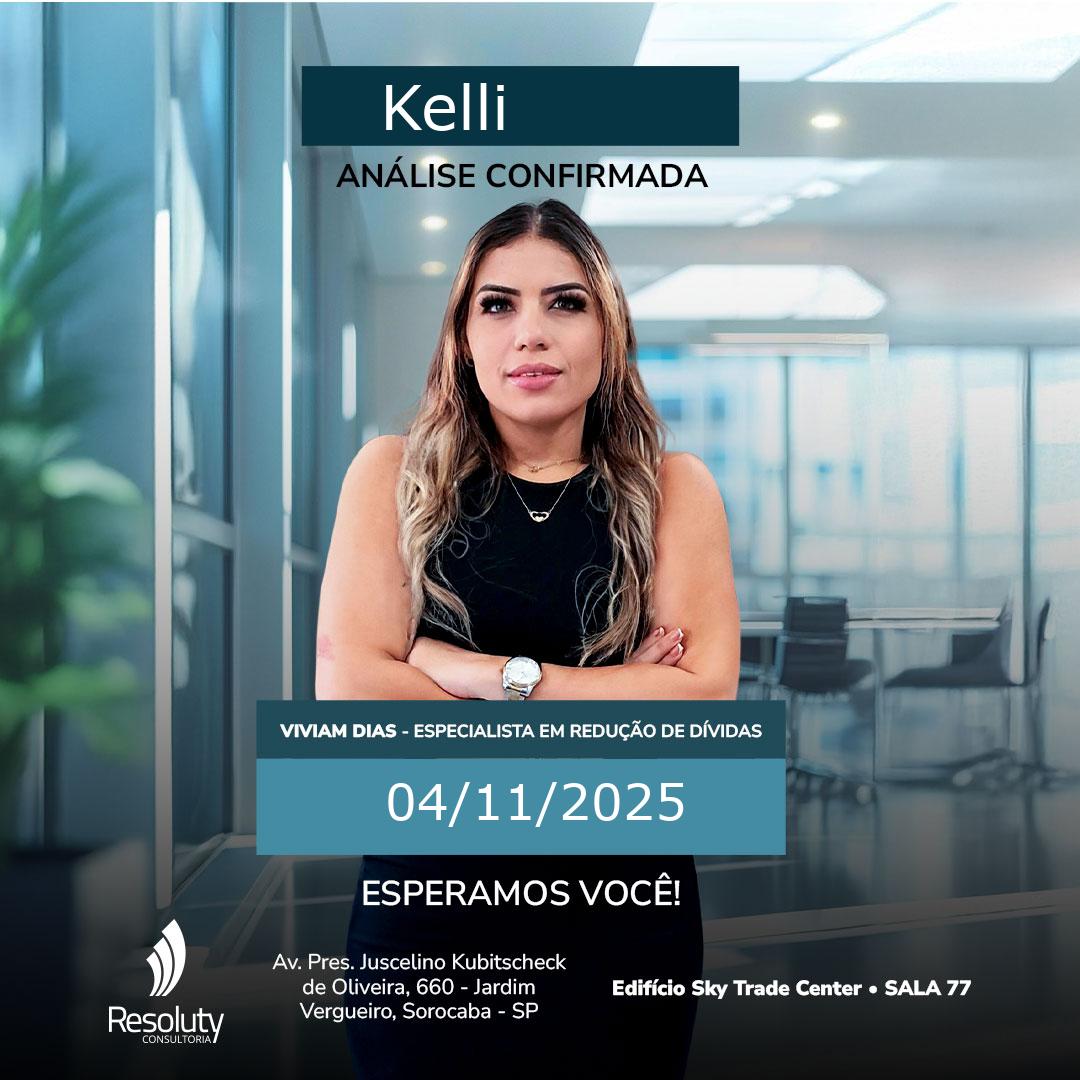 Kelli
ANÁLISE CONFIRMADA
VIVIAM DIAS - ESPECIALISTA EM REDUÇÃO DE DÍVIDAS
04/11/2025
ESPERAMOS VOCÊ!
Av. Pres. Juscelino Kubitscheck
de Oliveira, 660 - Jardim
Vergueiro, Sorocaba - SP
Edifício Sky Trade Center • SALA 77
Resoluty
CONSULTORIA